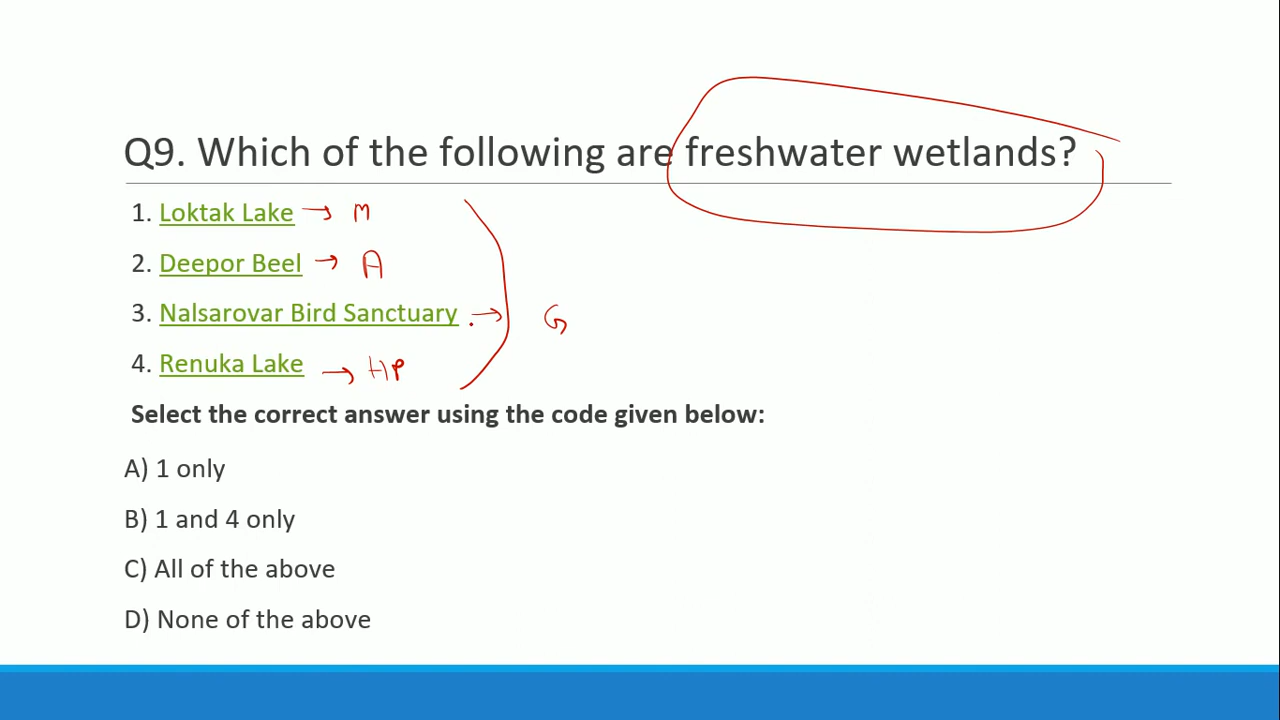 Q9. Which of the following are freshwater wetlands?
1. Loktak Lake → M
2. Deepor Beel → A
3. Nalsarovar Bird Sanctuary → G
4. Renuka Lake → HP
Select the correct answer using the code given below:
A) 1 only
B) 1 and 4 only
C) All of the above
D) None of the above